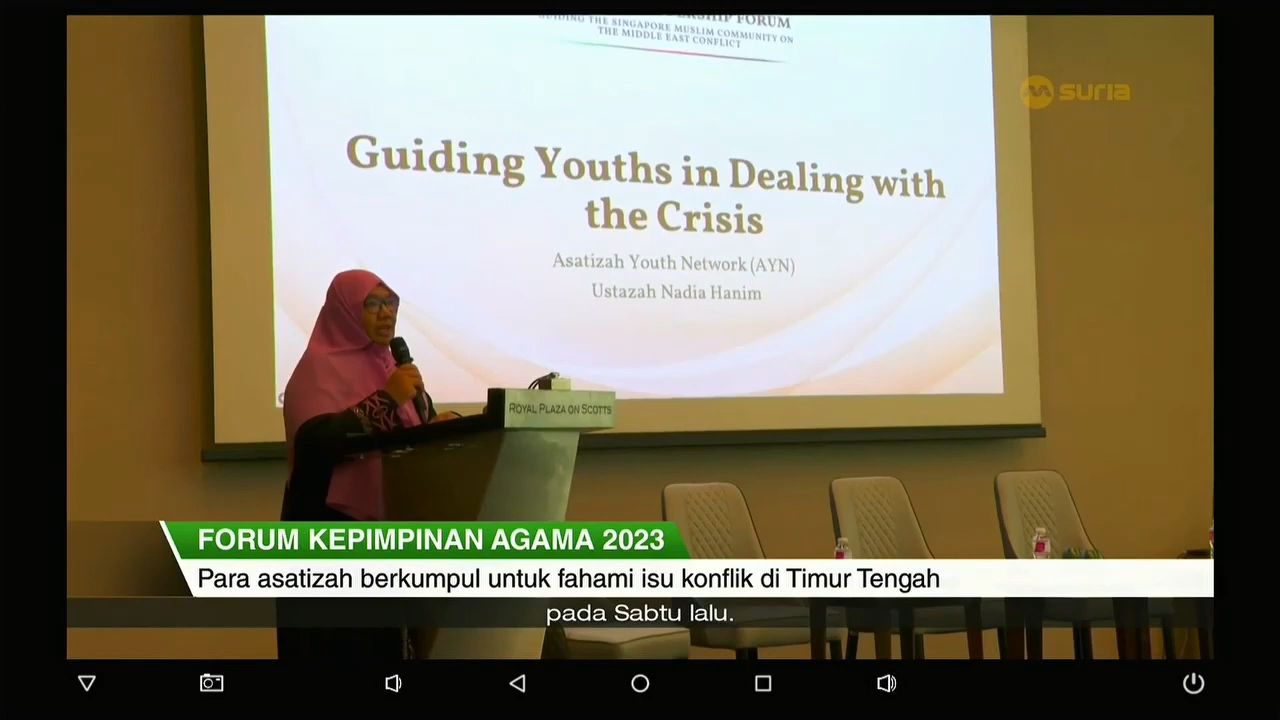 LEADERSHIP FORUM
GUIDING THE SINGAPORE MUSLIM COMMUNITY ON
THE MIDDLE EAST CONFLICT
suria
Guiding Youths in Dealing with
the Crisis
Asatizah Youth Network (AYN)
Ustazah Nadia Hanim
ROYAL PLAZA ON SCOTTS
FORUM KEPIMPINAN AGAMA 2023
Para asatizah berkumpul untuk fahami isu konflik di Timur Tengah
pada Sabtu lalu.